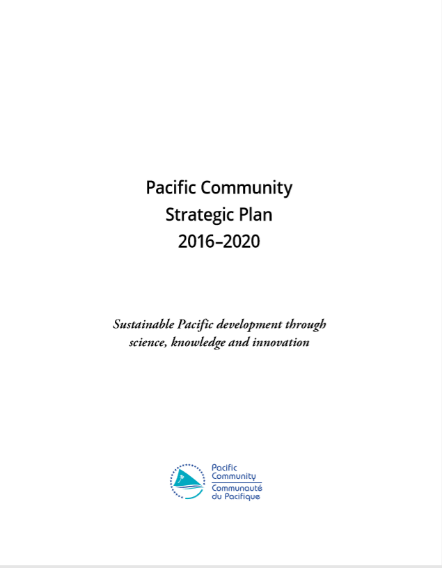 Pacific Community
Strategic Plan
2016–2020
Sustainable Pacific development through
science, knowledge and innovation
Pacific
Community
Communauté
du Pacifique